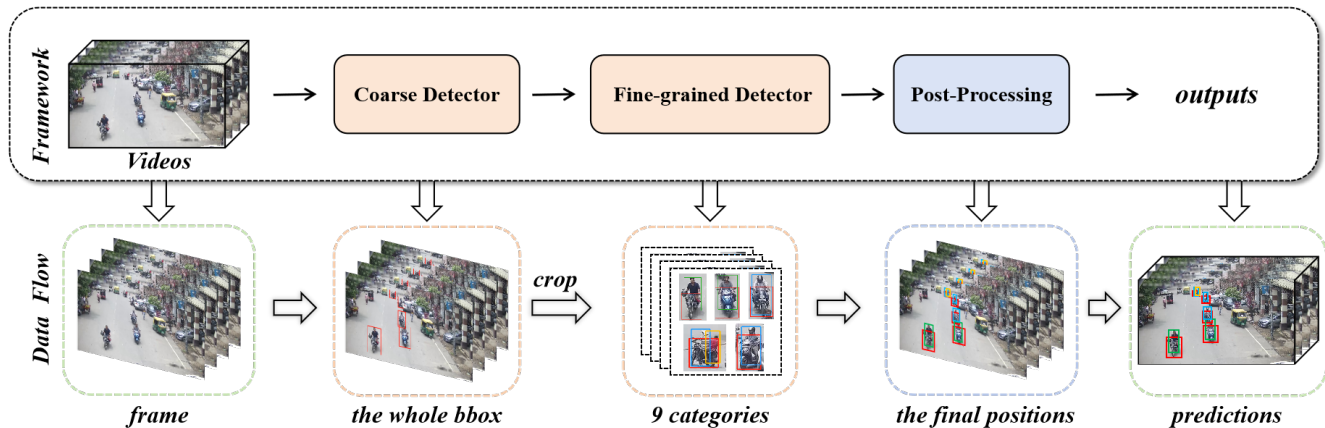 Framework
Videos
Coarse Detector
Fine-grained Detector
Post-Processing
outputs
Data Flow
crop
frame
the whole bbox
9 categories
the final positions
predictions